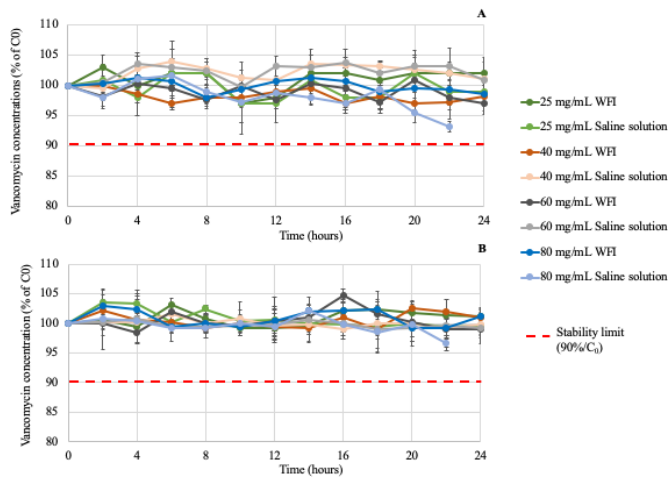 A
Vancomycin concentrations (% of C0)
110
105
100
95
90
85
80
0 4 8 12 16 20 24
Time (hours)
B
Vancomycin concentration (% of C0)
110
105
100
95
90
85
80
0 4 8 12 16 20 24
Time (hours)
25 mg/mL WFI
25 mg/mL Saline solution
40 mg/mL WFI
40 mg/mL Saline solution
60 mg/mL WFI
60 mg/mL Saline solution
80 mg/mL WFI
80 mg/mL Saline solution
Stability limit
(90%/C₀)